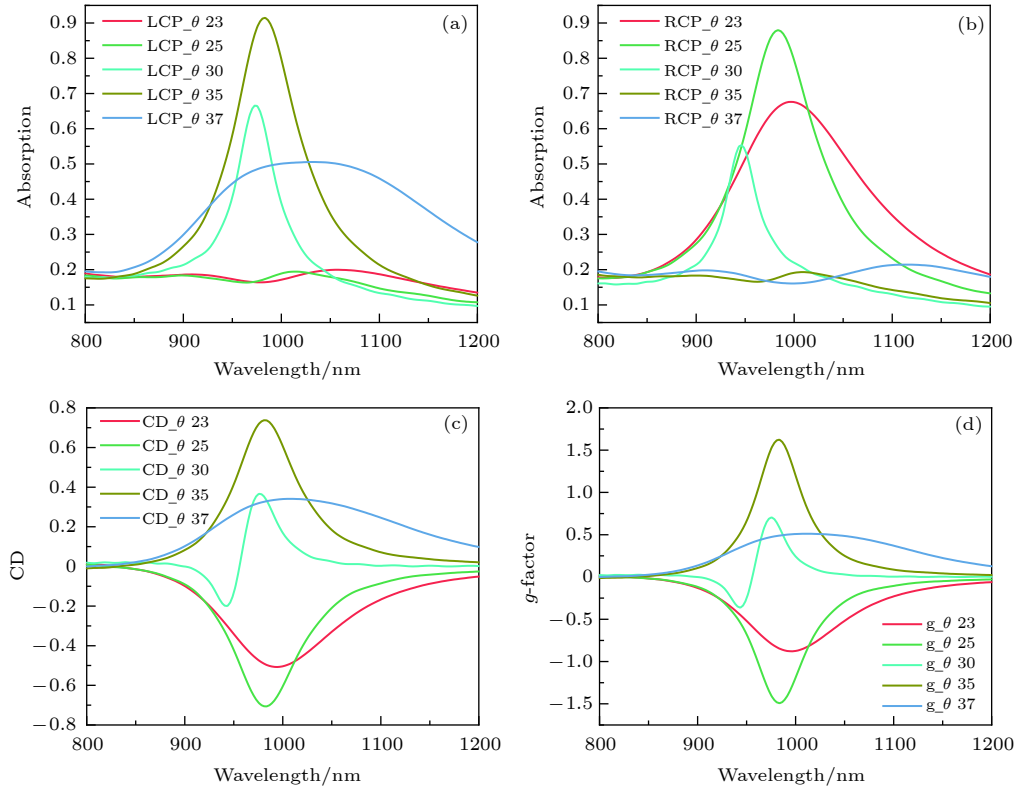 (a)
LCP_θ 23
LCP_θ 25
LCP_θ 30
LCP_θ 35
LCP_θ 37
0.9
0.8
0.7
0.6
0.5
0.4
0.3
0.2
0.1
Absorption
800 900 1000 1100 1200
Wavelength/nm
(b)
RCP_θ 23
RCP_θ 25
RCP_θ 30
RCP_θ 35
RCP_θ 37
0.9
0.8
0.7
0.6
0.5
0.4
0.3
0.2
0.1
Absorption
800 900 1000 1100 1200
Wavelength/nm
(c)
CD_θ 23
CD_θ 25
CD_θ 30
CD_θ 35
CD_θ 37
0.8
0.6
0.4
0.2
0
−0.2
−0.4
−0.6
−0.8
CD
800 900 1000 1100 1200
Wavelength/nm
(d)
2.0
1.5
1.0
0.5
0
−0.5
−1.0
−1.5
g-factor
g_θ 23
g_θ 25
g_θ 30
g_θ 35
g_θ 37
800 900 1000 1100 1200
Wavelength/nm